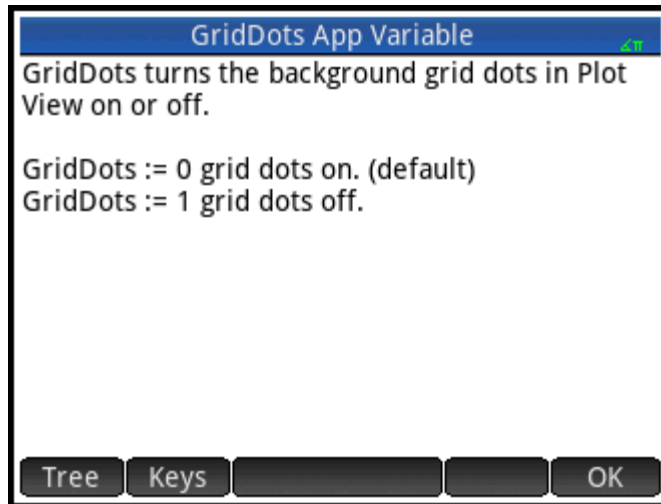 GridDots App Variable
∡π
GridDots turns the background grid dots in Plot
View on or off.
GridDots := 0 grid dots on. (default)
GridDots := 1 grid dots off.
Tree Keys OK